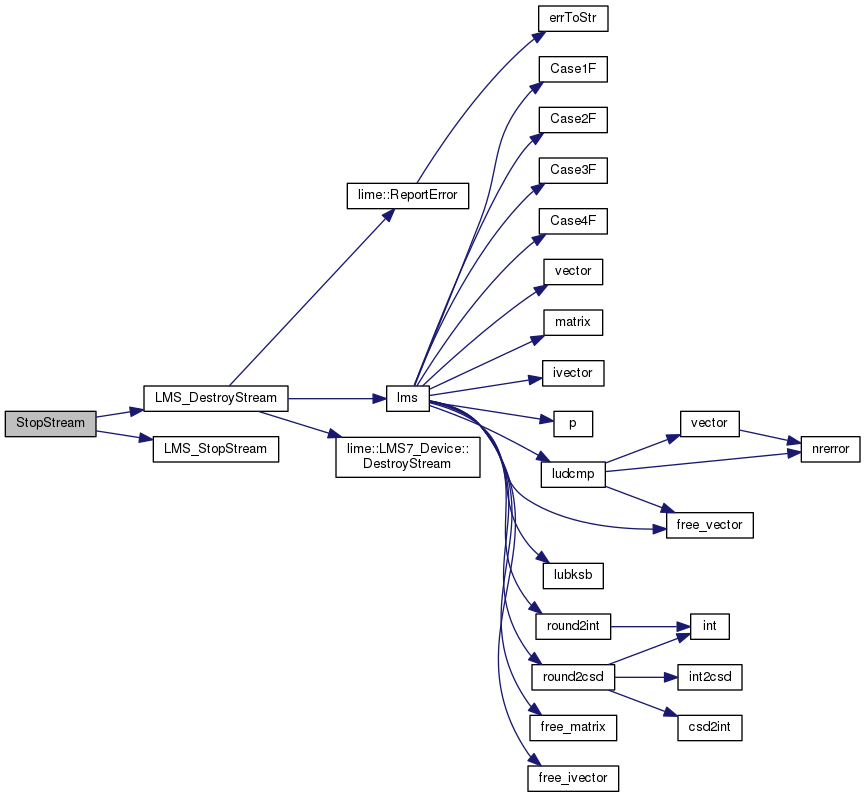 errToStr
Case1F
Case2F
Case3F
lime::ReportError
Case4F
vector
matrix
ivector
LMS_DestroyStream
lms
StopStream
p
vector
LMS_StopStream
lime::LMS7_Device::
DestroyStream
nrerror
ludcmp
free_vector
lubksb
round2int
int
round2csd
int2csd
free_matrix
csd2int
free_ivector